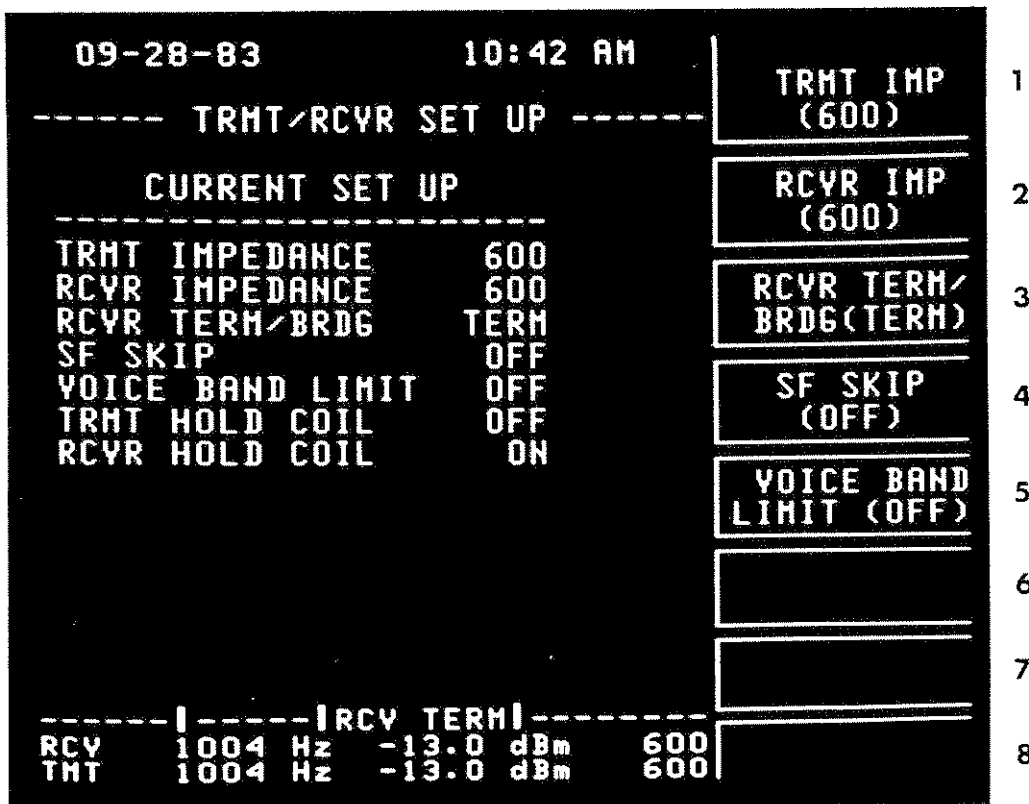 09-28-83 10:42 AM
------ TRMT/RCVR SET UP ------
CURRENT SET UP
-----------------------
TRMT IMPEDANCE 600
RCVR IMPEDANCE 600
RCVR TERM/BRDG TERM
SF SKIP OFF
VOICE BAND LIMIT OFF
TRMT HOLD COIL OFF
RCVR HOLD COIL ON
------|-----|RCV TERM|--------
RCV 1004 Hz -13.0 dBm 600
TMT 1004 Hz -13.0 dBm 600
TRMT IMP
(600)
1
RCVR IMP
(600)
2
RCVR TERM/
BRDG(TERM)
3
SF SKIP
(OFF)
4
VOICE BAND
LIMIT (OFF)
5
6
7
8